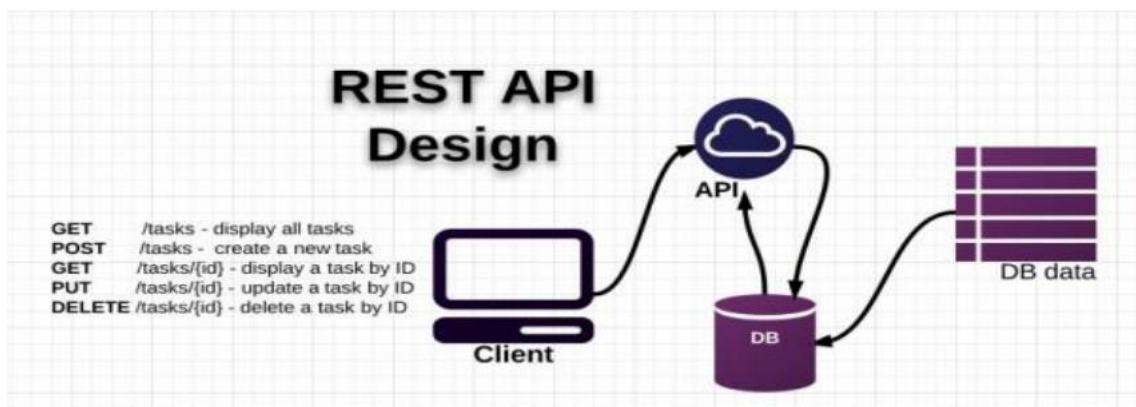 REST API
Design
GET /tasks - display all tasks
POST /tasks - create a new task
GET /tasks/{id} - display a task by ID
PUT /tasks/{id} - update a task by ID
DELETE /tasks/{id} - delete a task by ID
Client
API
DB
DB data